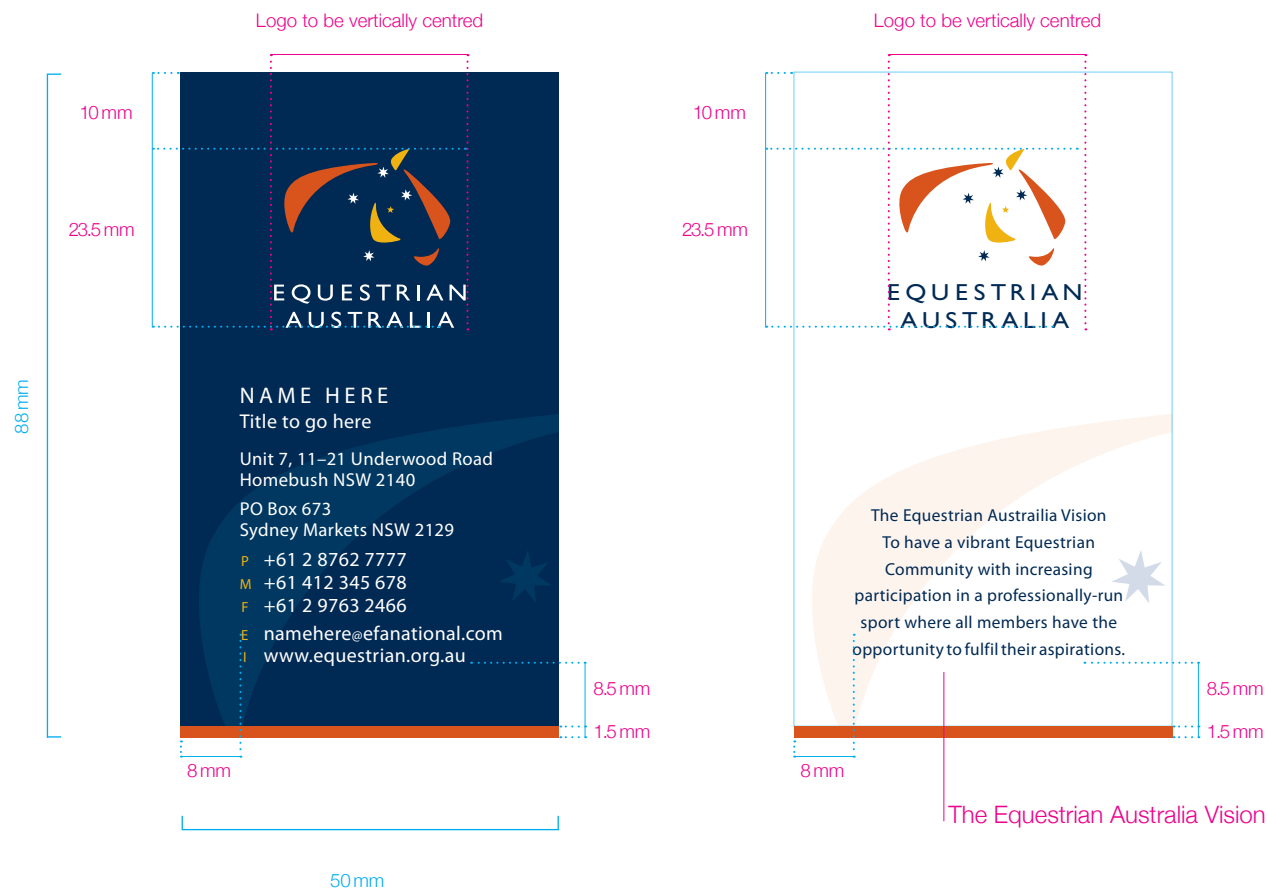 Logo to be vertically centred
10 mm
23.5 mm
88 mm
EQUESTRIAN
AUSTRALIA
NAME HERE
Title to go here
Unit 7, 11–21 Underwood Road
Homebush NSW 2140
PO Box 673
Sydney Markets NSW 2129
P +61 2 8762 7777
M +61 412 345 678
F +61 2 9763 2466
E namehere@efanational.com
I www.equestrian.org.au
8.5 mm
1.5 mm
8 mm
50 mm
Logo to be vertically centred
10 mm
23.5 mm
EQUESTRIAN
AUSTRALIA
The Equestrian Austrailia Vision
To have a vibrant Equestrian
Community with increasing
participation in a professionally-run
sport where all members have the
opportunity to fulfil their aspirations.
8.5 mm
1.5 mm
8 mm
The Equestrian Australia Vision